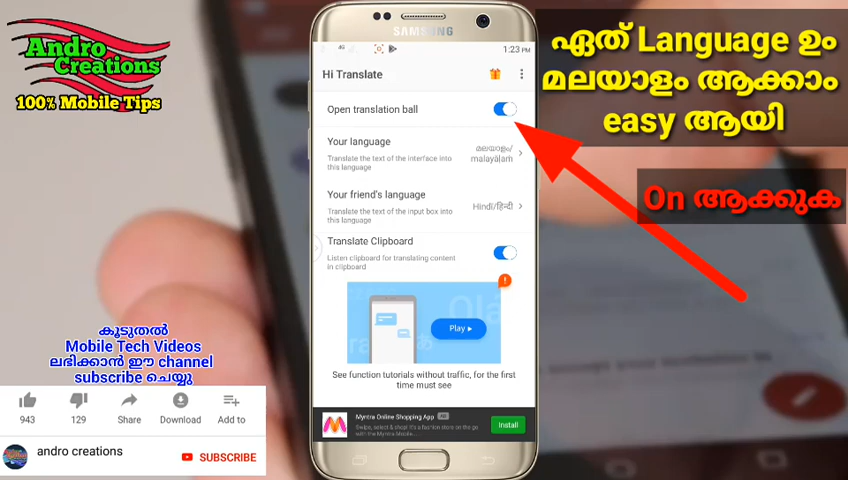 Andro
Creations
100% Mobile Tips
SAMSUNG
4G
1:23 PM
Hi Translate
Open translation ball
Your language
Translate the text of the interface into
this language
മലയാളം/
malayāḷam
Your friend's language
Translate the text of the input box into
this language
Hindi/हिन्दी
Translate Clipboard
Listen clipboard for translating content
in clipboard
Play
See function tutorials without traffic, for the first
time must see
Myntra Online Shopping App
Ad
Swipe, select & shop! It's a fashion store on the go
with the Myntra Mobile..
Install
ഏത് Language ഉം
മലയാളം ആക്കാം
easy ആയി
On ആക്കുക
കൂടുതൽ
Mobile Tech Videos
ലഭിക്കാൻ ഈ channel
subscribe ചെയ്യൂ
943
129
Share
Download
Add to
andro creations
SUBSCRIBE